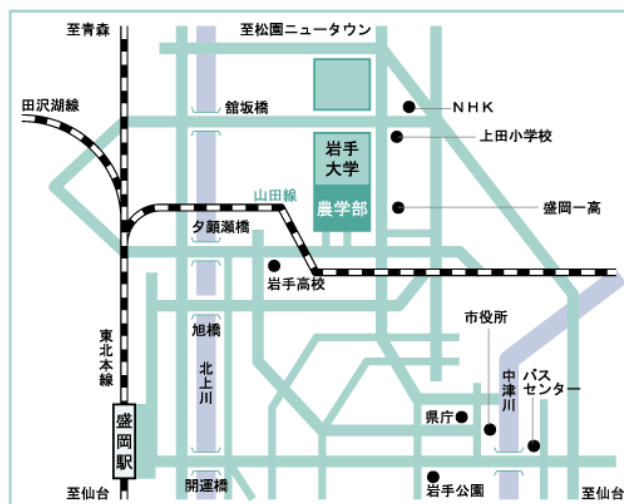 至青森
至松園ニュータウン
田沢湖線
舘坂橋
NHK
上田小学校
岩手
大学
農学部
山田線
盛岡一高
夕顔瀬橋
岩手高校
東北本線
旭橋
北上川
市役所
中津川
バス
センター
県庁
盛岡駅
開運橋
岩手公園
至仙台
至仙台